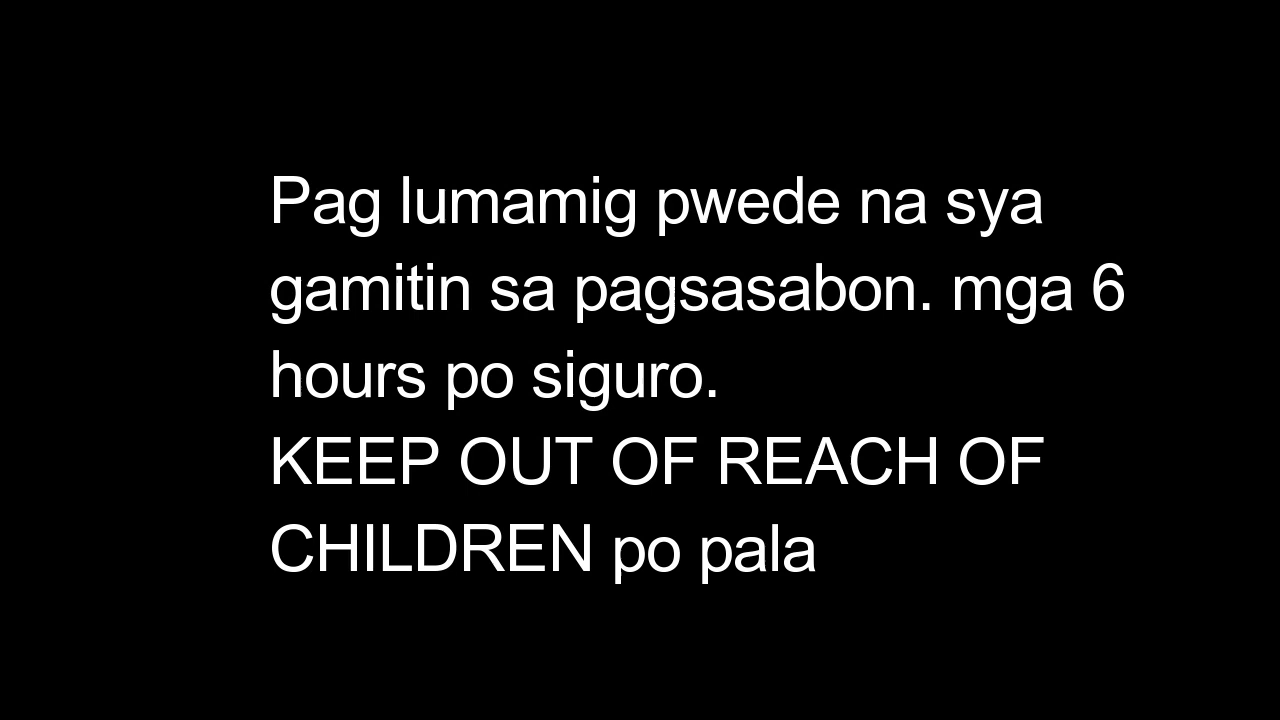 Pag lumamig pwede na sya
gamitin sa pagsasabon. mga 6
hours po siguro.
KEEP OUT OF REACH OF
CHILDREN po pala